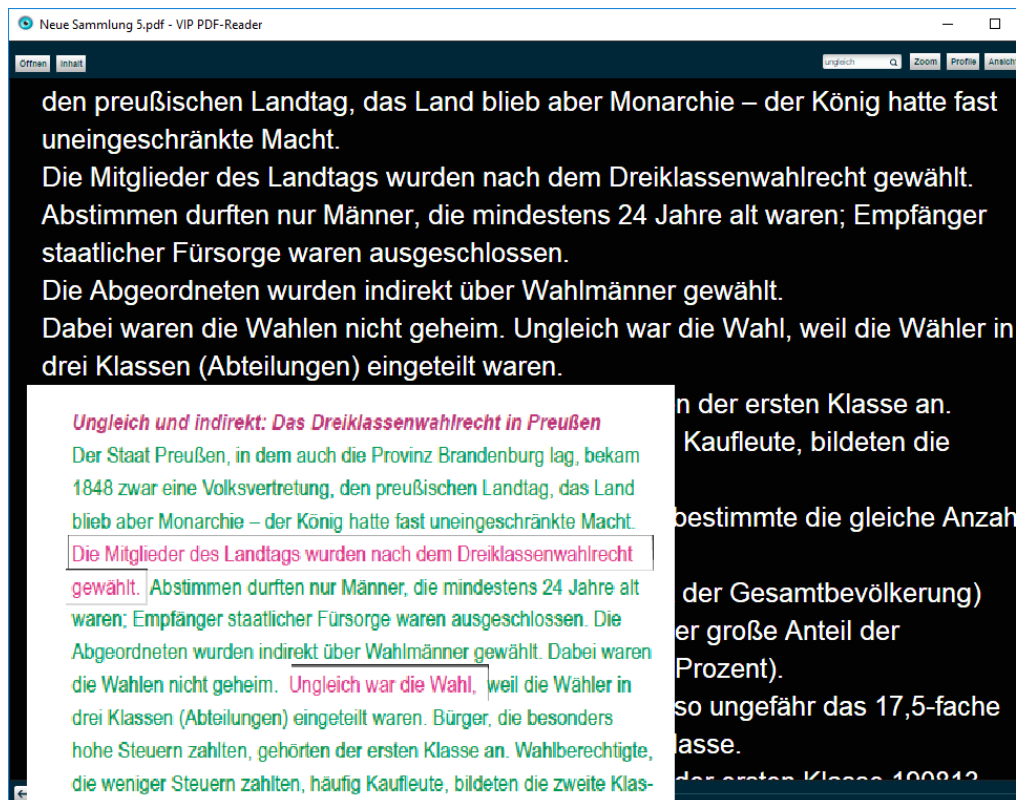 Neue Sammlung 5.pdf - VIP PDF-Reader
Öffnen
Inhalt
ungleich
Zoom
Profile
Ansicht
den preußischen Landtag, das Land blieb aber Monarchie – der König hatte fast
uneingeschränkte Macht.
Die Mitglieder des Landtags wurden nach dem Dreiklassenwahlrecht gewählt.
Abstimmen durften nur Männer, die mindestens 24 Jahre alt waren; Empfänger
staatlicher Fürsorge waren ausgeschlossen.
Die Abgeordneten wurden indirekt über Wahlmänner gewählt.
Dabei waren die Wahlen nicht geheim. Ungleich war die Wahl, weil die Wähler in
drei Klassen (Abteilungen) eingeteilt waren.
n der ersten Klasse an.
Kaufleute, bildeten die
bestimmte die gleiche Anzah
der Gesamtbevölkerung)
er große Anteil der
Prozent).
so ungefähr das 17,5-fache
lasse.
der ersten Klasse
Ungleich und indirekt: Das Dreiklassenwahlrecht in Preußen
Der Staat Preußen, in dem auch die Provinz Brandenburg lag, bekam
1848 zwar eine Volksvertretung, den preußischen Landtag, das Land
blieb aber Monarchie – der König hatte fast uneingeschränkte Macht.
Die Mitglieder des Landtags wurden nach dem Dreiklassenwahlrecht
gewählt. Abstimmen durften nur Männer, die mindestens 24 Jahre alt
waren; Empfänger staatlicher Fürsorge waren ausgeschlossen. Die
Abgeordneten wurden indirekt über Wahlmänner gewählt. Dabei waren
die Wahlen nicht geheim. Ungleich war die Wahl, weil die Wähler in
drei Klassen (Abteilungen) eingeteilt waren. Bürger, die besonders
hohe Steuern zahlten, gehörten der ersten Klasse an. Wahlberechtigte,
die weniger Steuern zahlten, häufig Kaufleute, bildeten die zweite Klas-